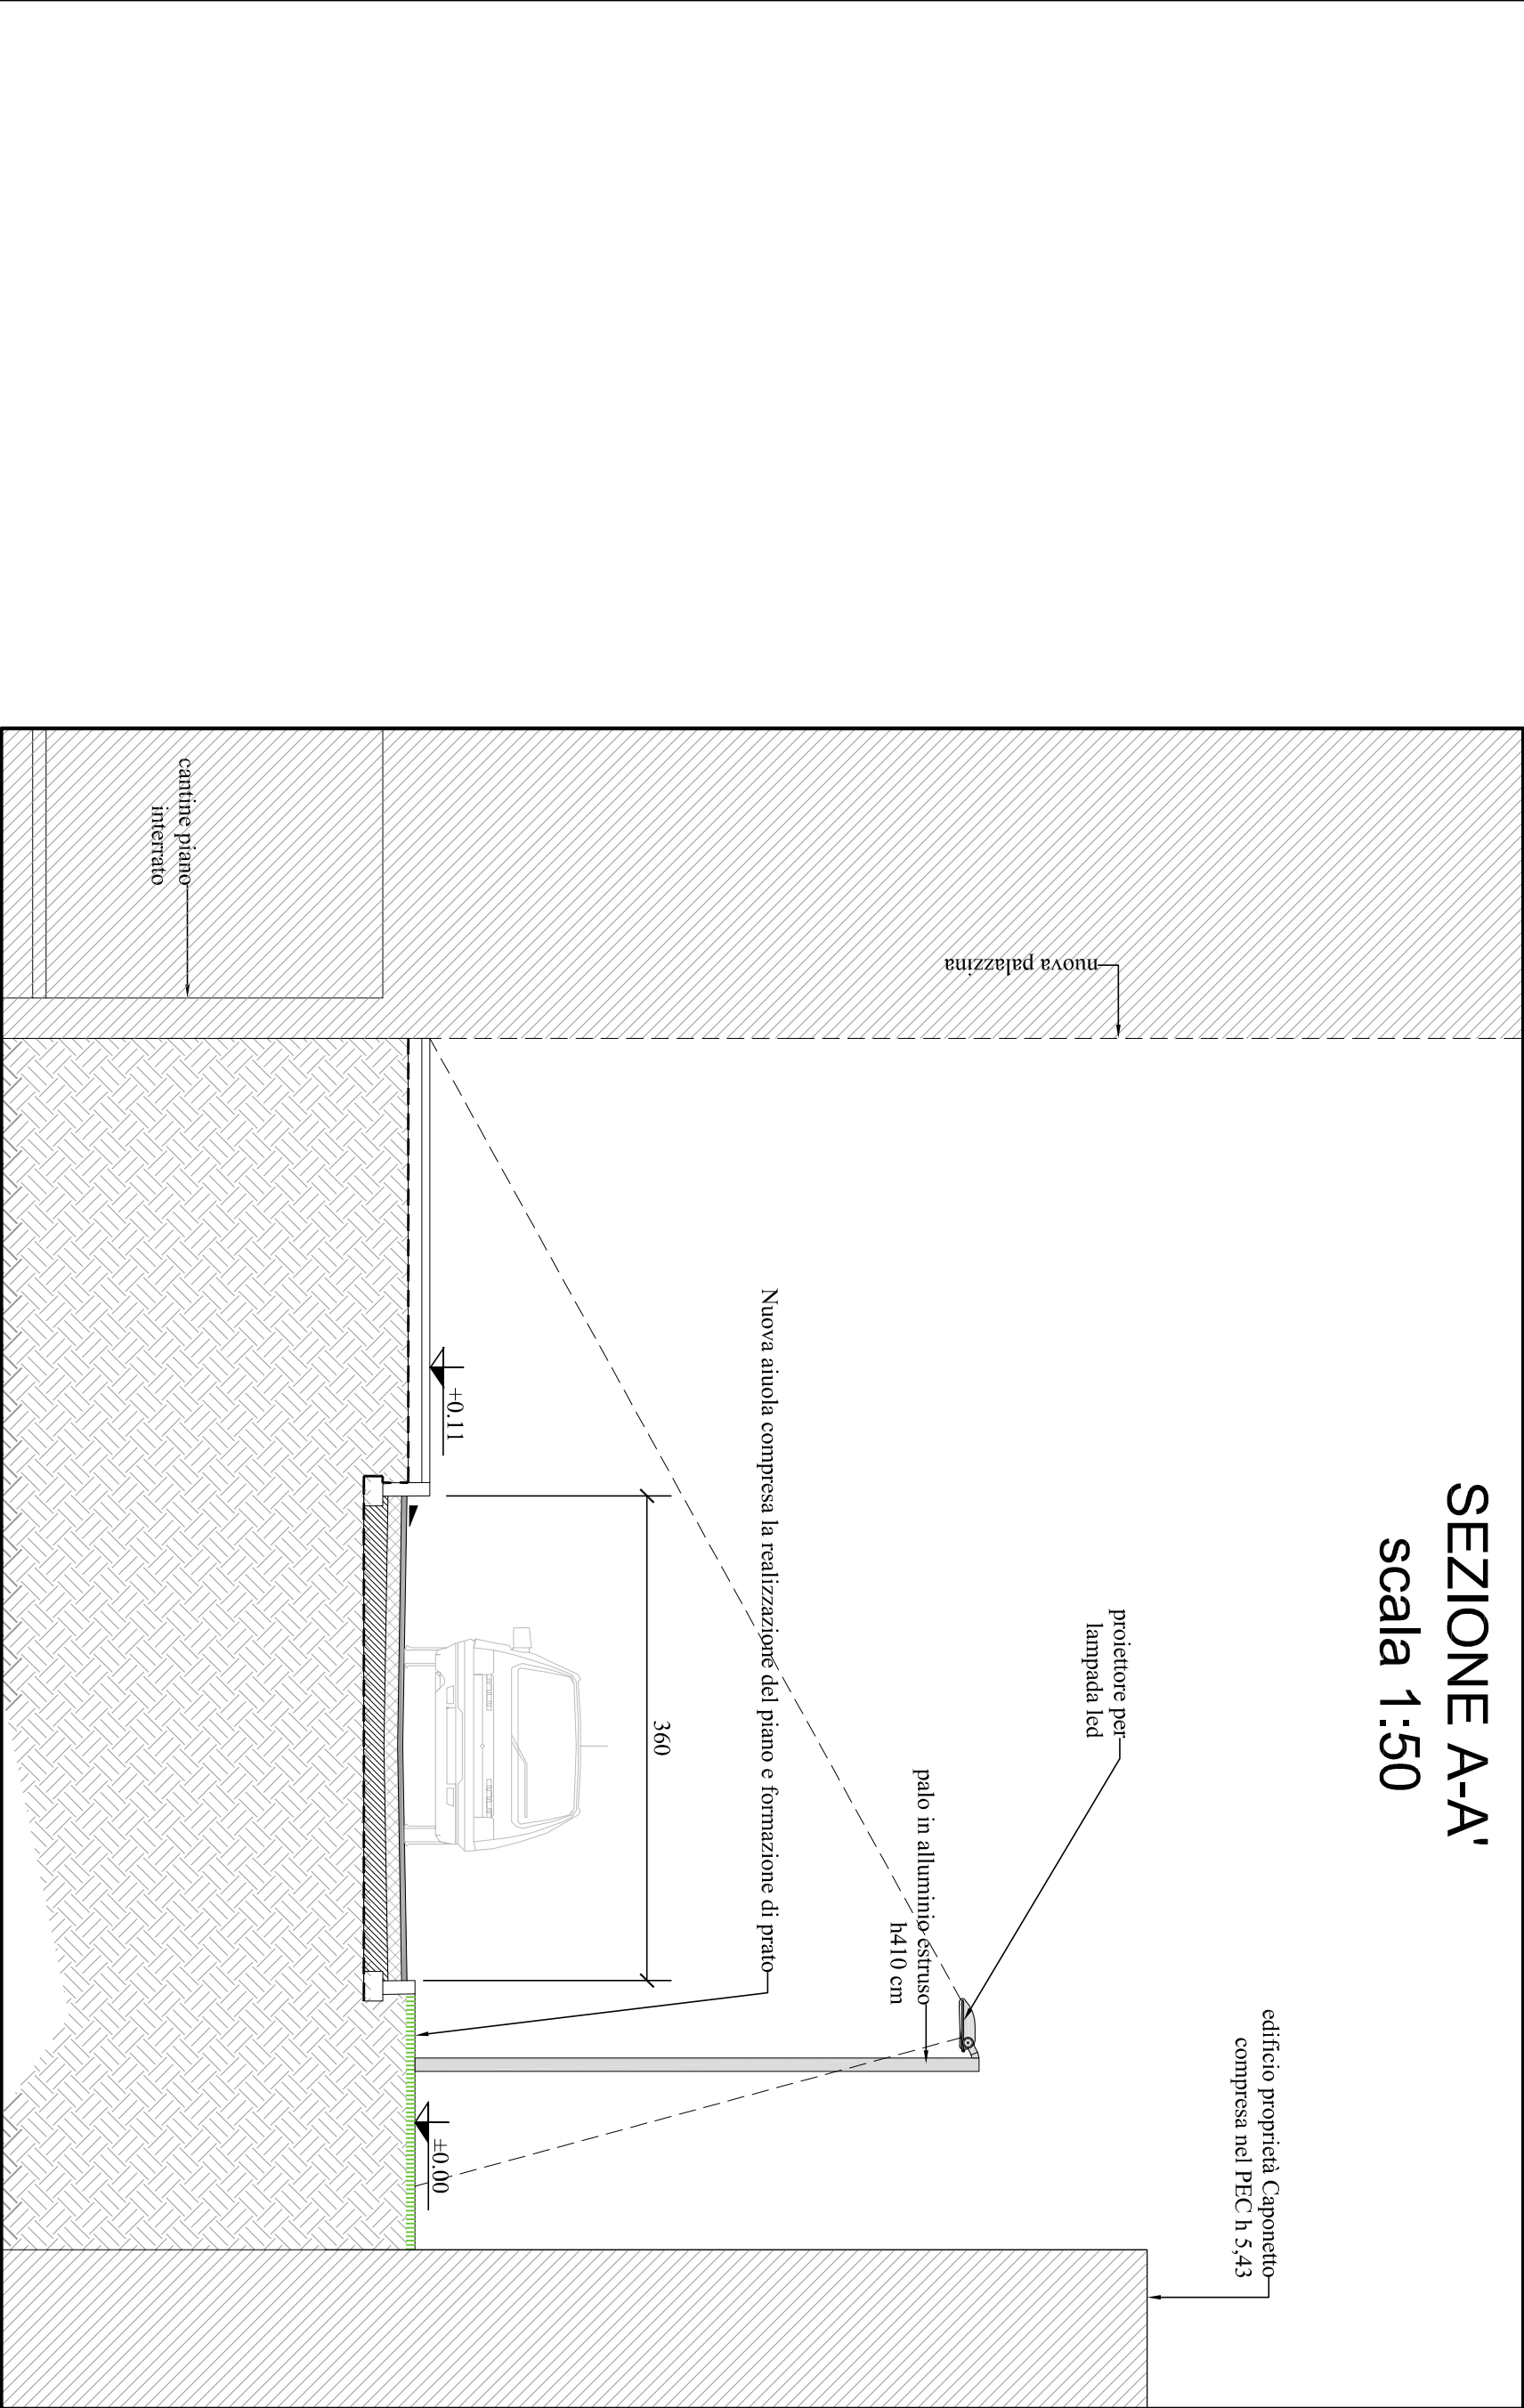 SEZIONE A-A'
scala 1:50
edificio proprietà Caponetto
compresa nel PEC h 5,43
proiettore per
lampada led
nuova palazzina
palo in alluminio estruso
h410 cm
Nuova aiuola compresa la realizzazione del piano e formazione di prato
360
+0.11
±0.00
cantine piano
interrato